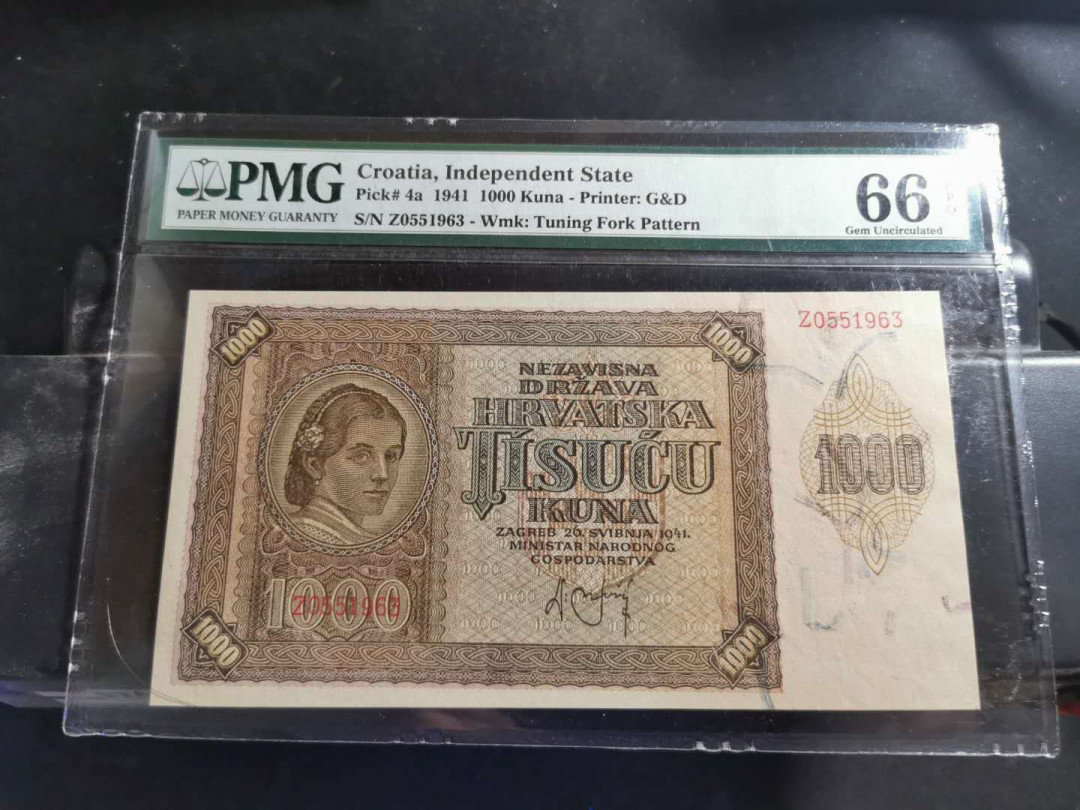 PMG
PAPER MONEY GUARANTY
Croatia, Independent State
Pick# 4a 1941 1000 Kuna - Printer: G&D
S/N Z0551963 - Wmk: Tuning Fork Pattern
66
Gem Uncirculated
Z0551963
1000
1000
NEZAVISNA
DRŽAVA
HRVATSKA
TISUĆU
KUNA
ZAGREB 26. SVIBNJA 1941.
MINISTAR NARODNOG
GOSPODARSTVA
1000
1000
Z0551963
1000
1000